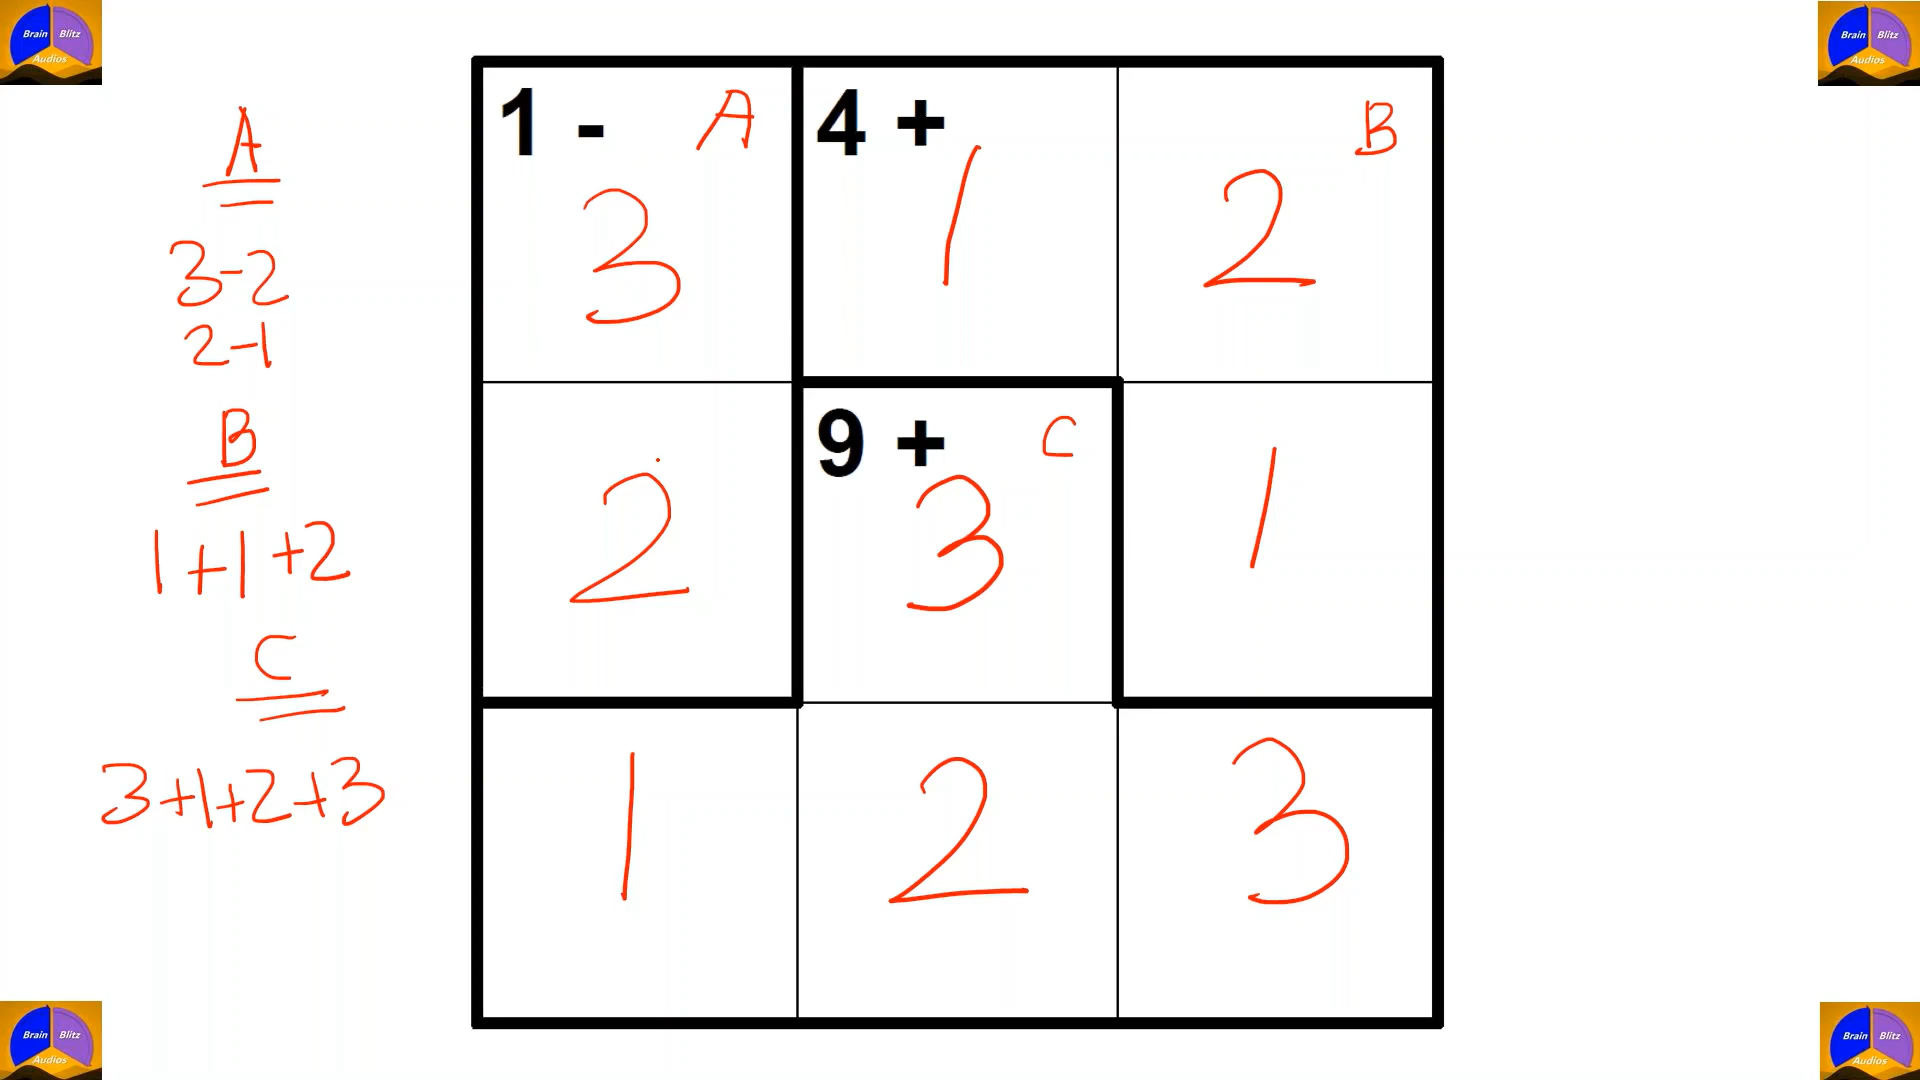 Brain Blitz
Audios
Brain Blitz
Audios
A
3-2
2-1
B
1+1+2
C
3+1+2+3
1 - A 4 + B
3 1 2
9 + C
2 3 1
1 2 3
Brain Blitz
Audios
Brain Blitz
Audios